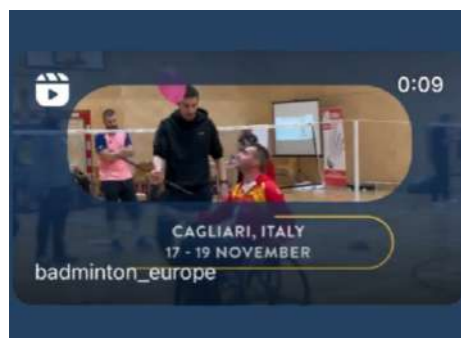 0:09
CAGLIARI, ITALY
17 - 19 NOVEMBER
badminton_europe